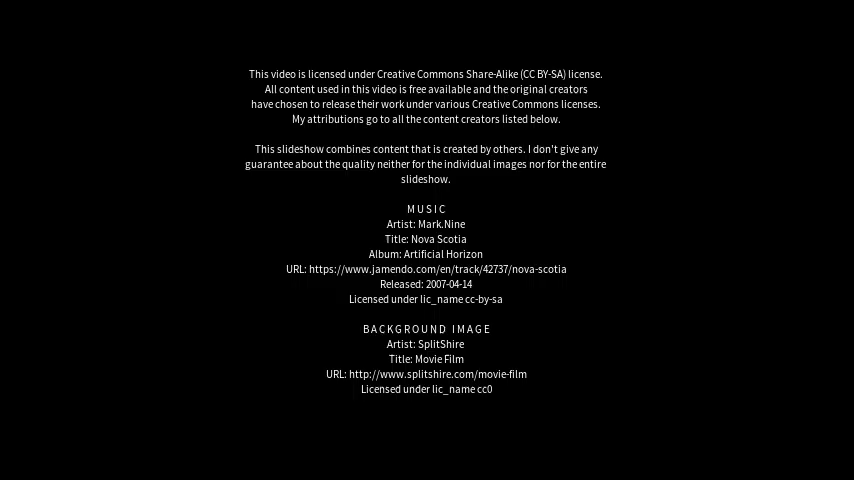 This video is licensed under Creative Commons Share-Alike (CC BY-SA) license.
All content used in this video is free available and the original creators
have chosen to release their work under various Creative Commons licenses.
My attributions go to all the content creators listed below.
This slideshow combines content that is created by others. I don't give any
guarantee about the quality neither for the individual images nor for the entire
slideshow.
MUSIC
Artist: Mark.Nine
Title: Nova Scotia
Album: Artificial Horizon
URL: https://www.jamendo.com/en/track/42737/nova-scotia
Released: 2007-04-14
Licensed under lic_name cc-by-sa
BACKGROUND IMAGE
Artist: SplitShire
Title: Movie Film
URL: http://www.splitshire.com/movie-film
Licensed under lic_name cc0